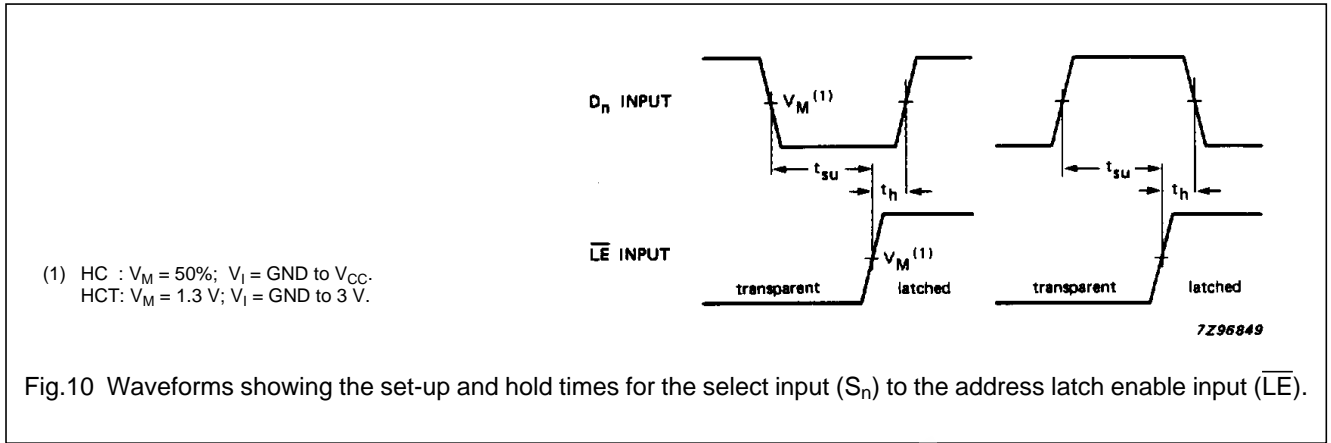 Dn INPUT
VM (1)
tsu
th
tsu
th
LE INPUT
VM (1)
transparent
latched
transparent
latched
7Z96849
(1) HC : VM = 50%; VI = GND to VCC.
HCT: VM = 1.3 V; VI = GND to 3 V.
Fig.10 Waveforms showing the set-up and hold times for the select input (Sn) to the address latch enable input (L̅E̅).